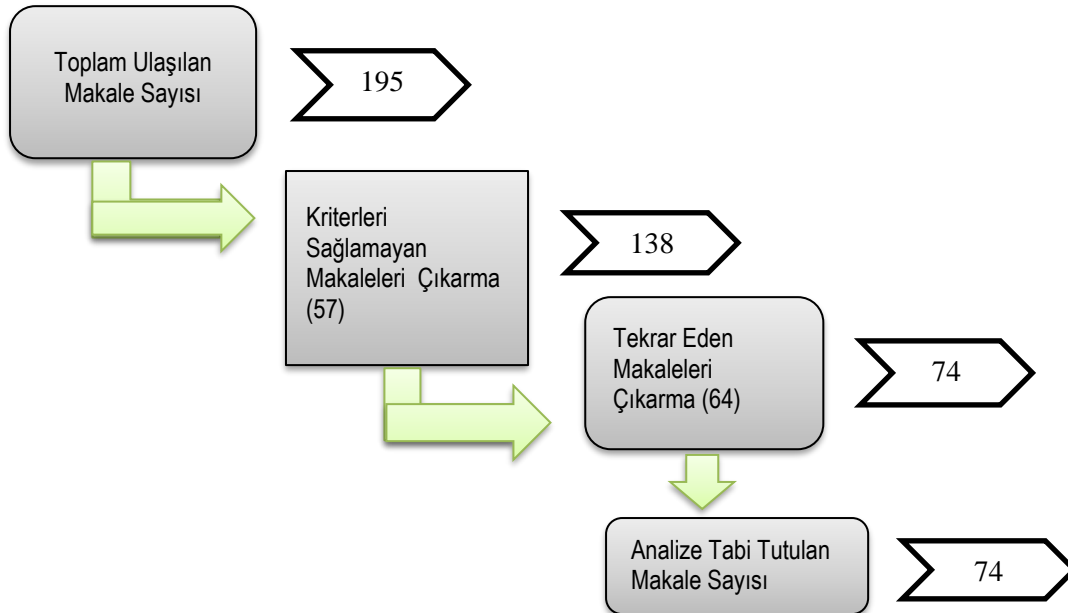 Toplam Ulaşılan
Makale Sayısı
195
Kriterleri
Sağlamayan
Makaleleri Çıkarma
(57)
138
Tekrar Eden
Makaleleri
Çıkarma (64)
74
Analize Tabi Tutulan
Makale Sayısı
74